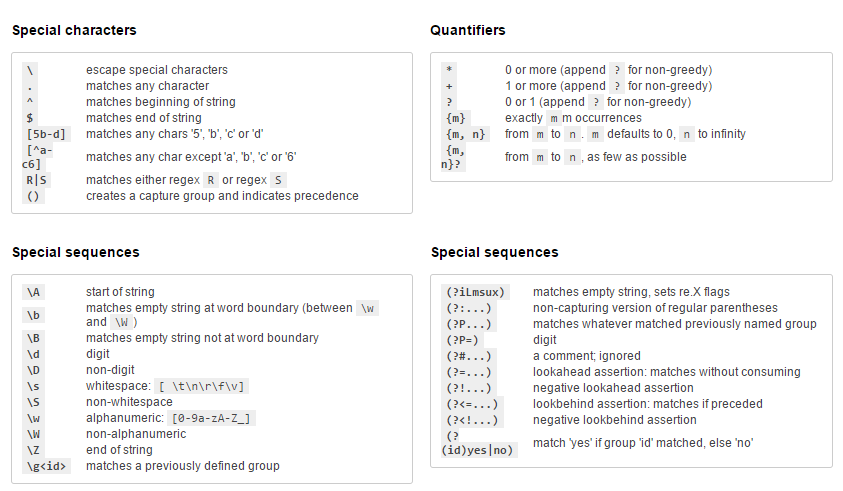 Special characters
\ escape special characters
. matches any character
^ matches beginning of string
$ matches end of string
[5b-d] matches any chars '5', 'b', 'c' or 'd'
[^a-
c6] matches any char except 'a', 'b', 'c' or '6'
R|S matches either regex R or regex S
() creates a capture group and indicates precedence
Quantifiers
* 0 or more (append ? for non-greedy)
+ 1 or more (append ? for non-greedy)
? 0 or 1 (append ? for non-greedy)
{m} exactly m m occurrences
{m, n} from m to n . m defaults to 0, n to infinity
{m,
n}? from m to n , as few as possible
Special sequences
\A start of string
\b matches empty string at word boundary (between \w
and \W )
\B matches empty string not at word boundary
\d digit
\D non-digit
\s whitespace: [ \t\n\r\f\v]
\S non-whitespace
\w alphanumeric: [0-9a-zA-Z_]
\W non-alphanumeric
\Z end of string
\g<id> matches a previously defined group
Special sequences
(?iLmsux) matches empty string, sets re.X flags
(?:...) non-capturing version of regular parentheses
(?P...) matches whatever matched previously named group
(?P=) digit
(?#...) a comment; ignored
(?=...) lookahead assertion: matches without consuming
(?!...) negative lookahead assertion
(?<=...) lookbehind assertion: matches if preceded
(?<!...) negative lookbehind assertion
(?
(id)yes|no) match 'yes' if group 'id' matched, else 'no'